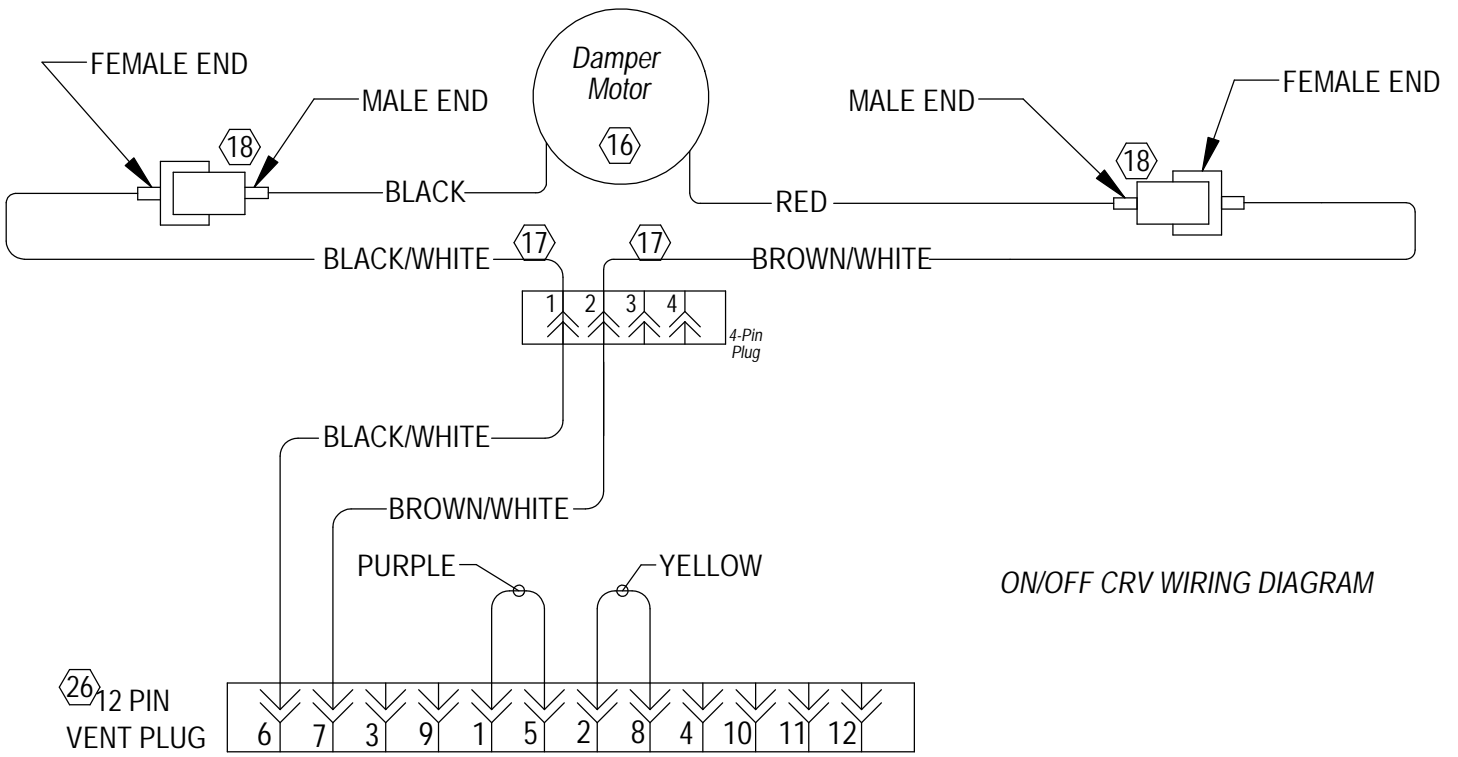 FEMALE END
MALE END
18
BLACK
Damper
Motor
16
MALE END
FEMALE END
18
RED
BLACK/WHITE
17
17
BROWN/WHITE
1 2 3 4
4-Pin
Plug
BLACK/WHITE
BROWN/WHITE
PURPLE
YELLOW
ON/OFF CRV WIRING DIAGRAM
26
12 PIN
VENT PLUG
6 7 3 9 1 5 2 8 4 10 11 12